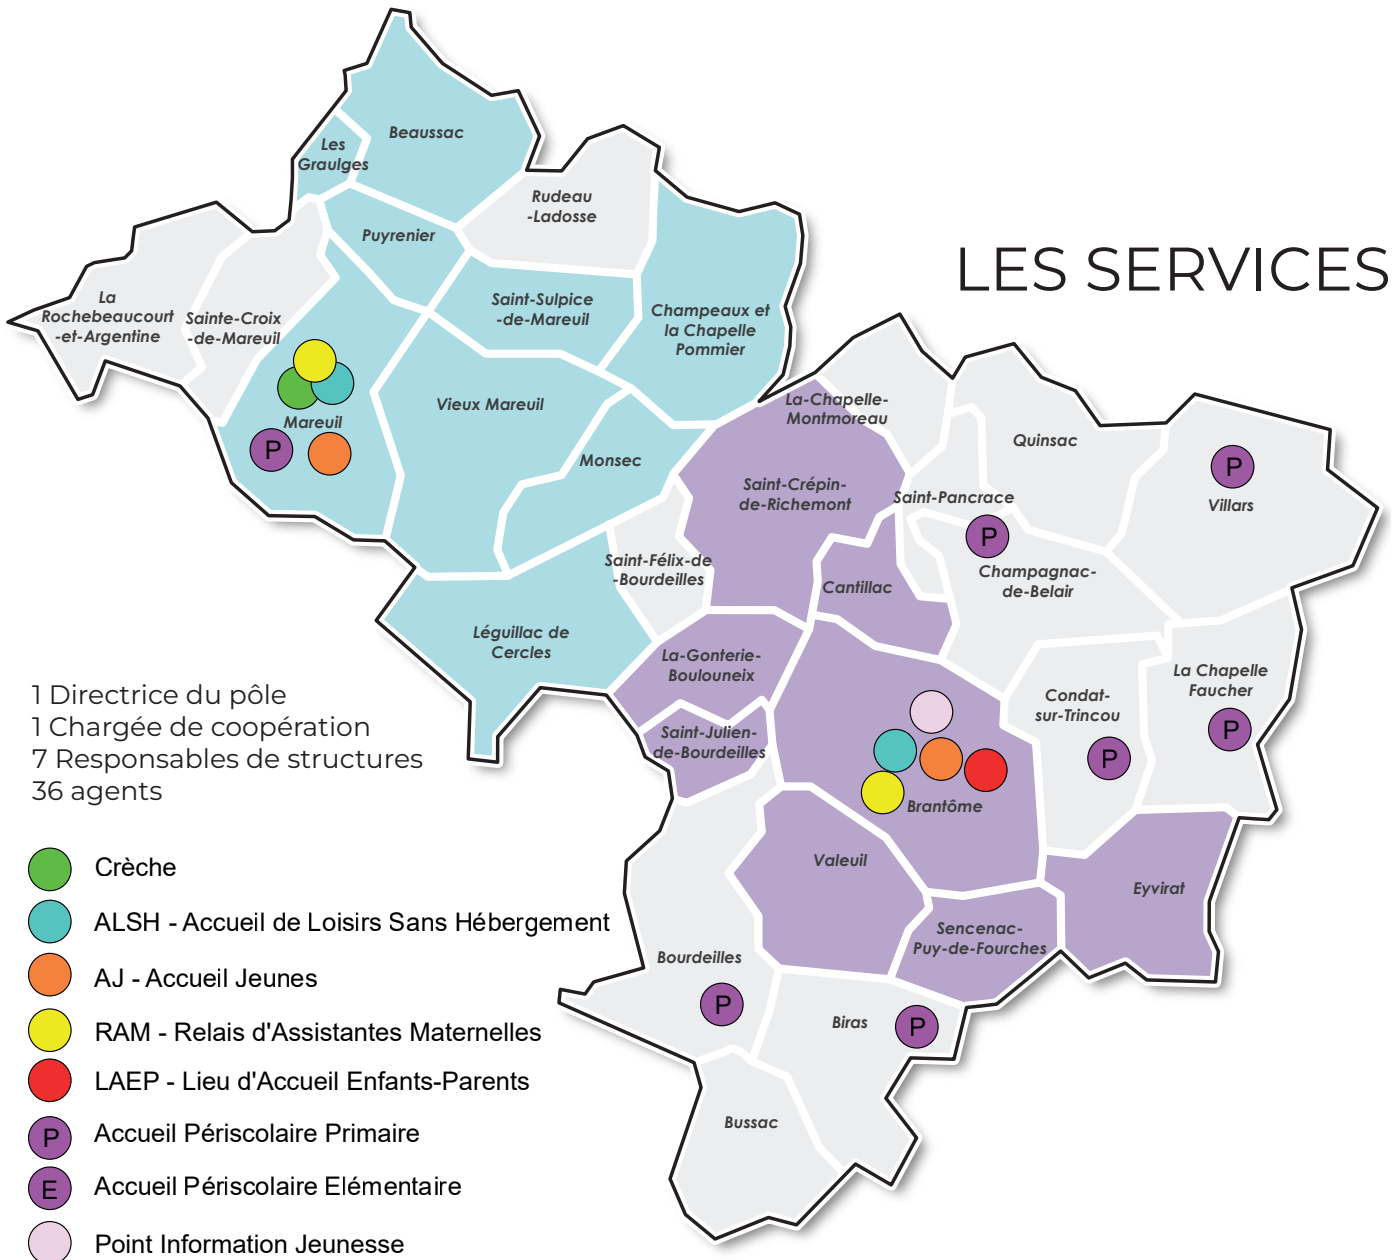 Beaussac
Les
Graulges
Rudeau
-Ladosse
Puyrenier
LES SERVICES
La
Rochebeaucourt
-et-Argentine
Sainte-Croix
-de-Mareuil
Saint-Sulpice
-de-Mareuil
Champeaux et
la Chapelle
Pommier
Mareuil
P
Vieux Mareuil
Monsec
La-Chapelle-
Montmoreau
Quinsac
P
Villars
Saint-Crépin-
de-Richemont
Saint-Pancrace
P
Champagnac-
de-Belair
Saint-Félix-de
-Bourdeilles
Cantillac
Léguillac de
Cercles
La-Gonterie-
Boulouneix
La Chapelle
Faucher
P
Condat-
sur-Trincou
P
Saint-Julien-
de-Bourdeilles
Brantôme
Valeuil
Eyvirat
Sencenac-
Puy-de-Fourches
Bourdeilles
P
Biras
P
Bussac
1 Directrice du pôle
1 Chargée de coopération
7 Responsables de structures
36 agents
Crèche
ALSH - Accueil de Loisirs Sans Hébergement
AJ - Accueil Jeunes
RAM - Relais d'Assistantes Maternelles
LAEP - Lieu d'Accueil Enfants-Parents
P Accueil Périscolaire Primaire
E Accueil Périscolaire Elémentaire
Point Information Jeunesse